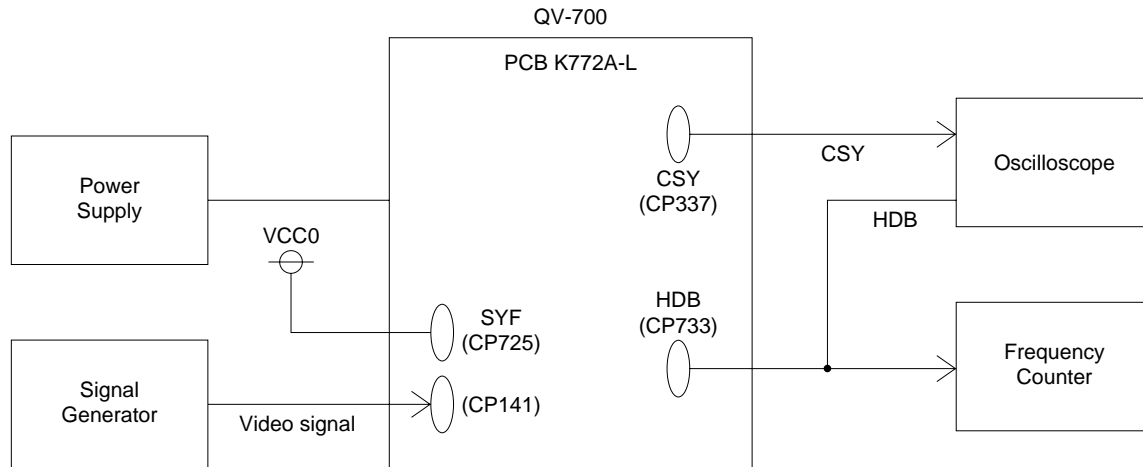 QV-700
PCB K772A-L
Power
Supply
VCC0
SYF
(CP725)
Signal
Generator
Video signal
(CP141)
CSY
(CP337)
CSY
HDB
HDB
(CP733)
Oscilloscope
Frequency
Counter